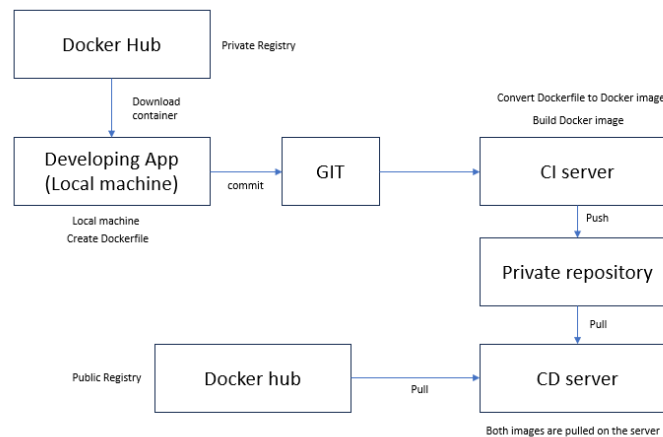 Docker Hub
Private Registry
Download
container
Convert Dockerfile to Docker image
Build Docker image
Developing App
(Local machine)
commit
GIT
CI server
Local machine
Create Dockerfile
Push
Private repository
Pull
Public Registry
Docker hub
Pull
CD server
Both images are pulled on the server